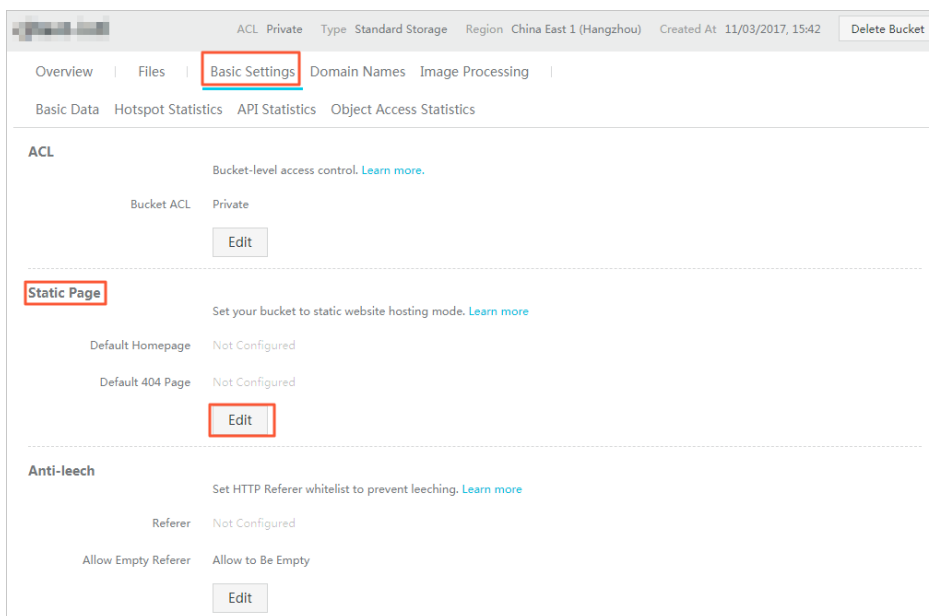 ACL Private Type Standard Storage Region China East 1 (Hangzhou) Created At 11/03/2017, 15:42 Delete Bucket
Overview Files Basic Settings Domain Names Image Processing
Basic Data Hotspot Statistics API Statistics Object Access Statistics
ACL
Bucket-level access control. Learn more.
Bucket ACL Private
Edit
Static Page
Set your bucket to static website hosting mode. Learn more
Default Homepage Not Configured
Default 404 Page Not Configured
Edit
Anti-leech
Set HTTP Referer whitelist to prevent leeching. Learn more
Referer Not Configured
Allow Empty Referer Allow to Be Empty
Edit